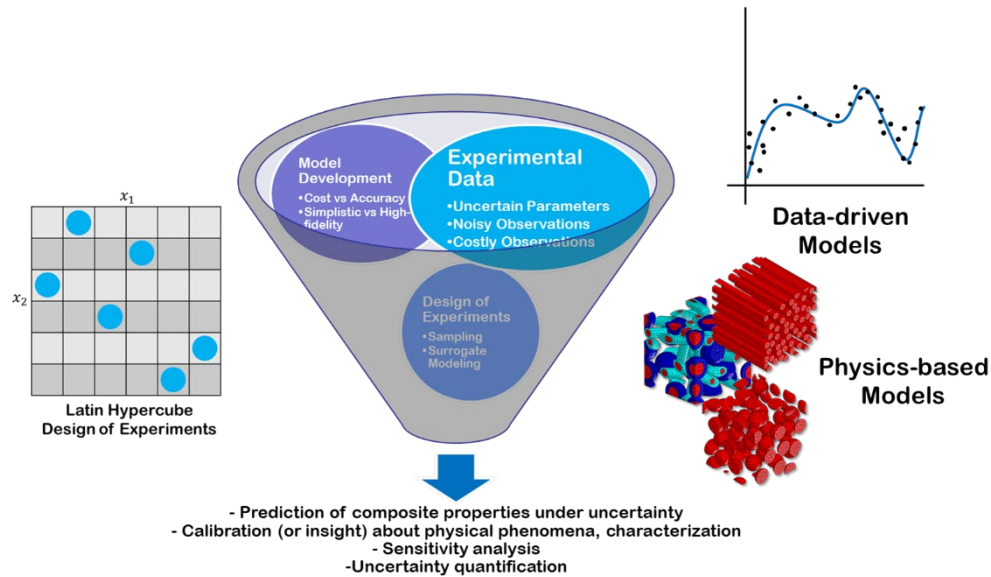 x₁
x₂
Latin Hypercube
Design of Experiments
Model
Development
•Cost vs Accuracy
•Simplistic vs High-
fidelity
Experimental
Data
•Uncertain Parameters
•Noisy Observations
•Costly Observations
Design of
Experiments
•Sampling
•Surrogate
Modeling
Data-driven
Models
Physics-based
Models
- Prediction of composite properties under uncertainty
- Calibration (or insight) about physical phenomena, characterization
- Sensitivity analysis
-Uncertainty quantification